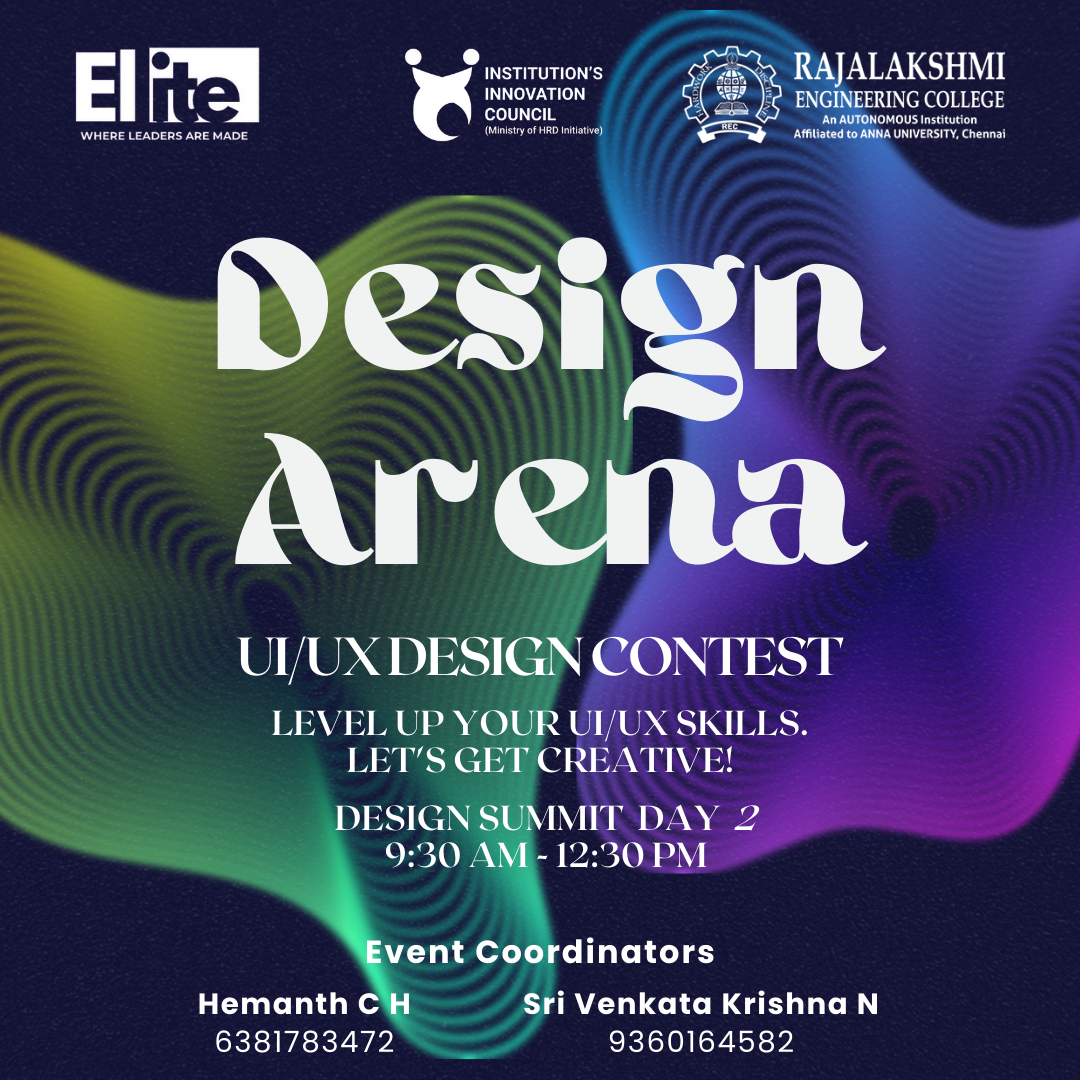 Elite
WHERE LEADERS ARE MADE
INSTITUTION'S
INNOVATION
COUNCIL
(Ministry of HRD Initiative)
HARDWORK DISCIPLINE
REC
RAJALAKSHMI
ENGINEERING COLLEGE
An AUTONOMOUS Institution
Affiliated to ANNA UNIVERSITY, Chennai
Design
Arena
UI/UX DESIGN CONTEST
LEVEL UP YOUR UI/UX SKILLS.
LET'S GET CREATIVE!
DESIGN SUMMIT DAY 2
9:30 AM - 12:30 PM
Event Coordinators
Hemanth C H
6381783472
Sri Venkata Krishna N
9360164582